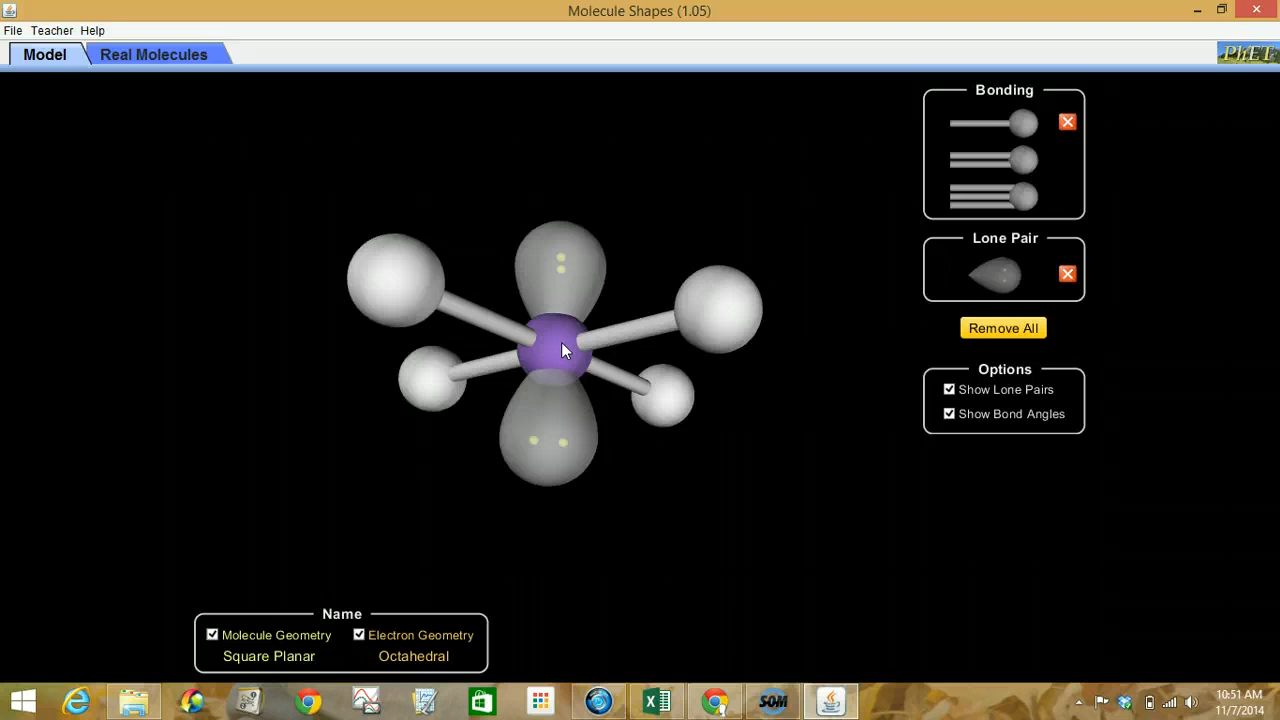 Molecule Shapes (1.05)
File Teacher Help
Model Real Molecules
PhET
Bonding
Lone Pair
Remove All
Options
Show Lone Pairs
Show Bond Angles
Name
Molecule Geometry Electron Geometry
Square Planar Octahedral
SOM
10:51 AM
11/7/2014